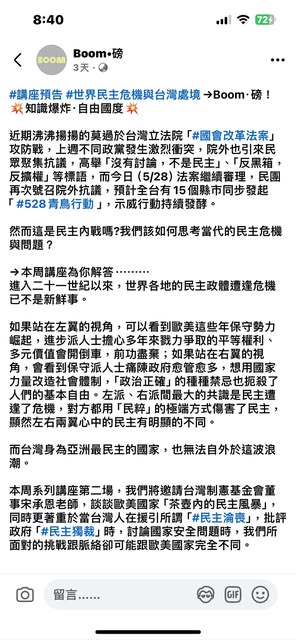 8:40
72
BOOM
Boom•磅
3天 ·
#講座預告 #世界民主危機與台灣處境 →Boom·磅！
💥知識爆炸·自由國度💥
近期沸沸揚揚的莫過於台灣立法院「#國會改革法案」
攻防戰，上週不同政黨發生激烈衝突，院外也引來民
眾聚集抗議，高舉「沒有討論，不是民主」、「反黑箱，
反擴權」等標語，而今日（5/28）法案繼續審理，民團
再次號召院外抗議，預計全台有15個縣市同步發起
「#528青鳥行動」，示威行動持續發酵。
然而這是民主內戰嗎?我們該如何思考當代的民主危機
與問題？
→本周講座為你解答⋯⋯⋯
進入二十一世紀以來，世界各地的民主政體遭逢危機
已不是新鮮事。
如果站在左翼的視角，可以看到歐美這些年保守勢力
崛起，進步派人士擔心多年來戮力爭取的平等權利、
多元價值會開倒車，前功盡棄；如果站在右翼的視
角，會看到保守派人士痛陳政府愈管愈多，想用國家
力量改造社會體制，「政治正確」的種種禁忌也扼殺了
人們的基本自由。左派、右派間最大的共識是民主遭
逢了危機，對方都用「民粹」的極端方式傷害了民主，
顯然左右兩翼心中的民主有明顯的不同。
而台灣身為亞洲最民主的國家，也無法自外於這波浪
潮。
本周系列講座第二場，我們將邀請台灣制憲基金會董
事宋承恩老師，談談歐美國家「茶壺內的民主風暴」，
同時更著重於當台灣人在援引所謂「#民主淪喪」，批評
政府「#民主獨裁」時，討論國家安全問題時，我們所
面對的挑戰跟脈絡卻可能跟歐美國家完全不同。
留言⋯⋯
GIF